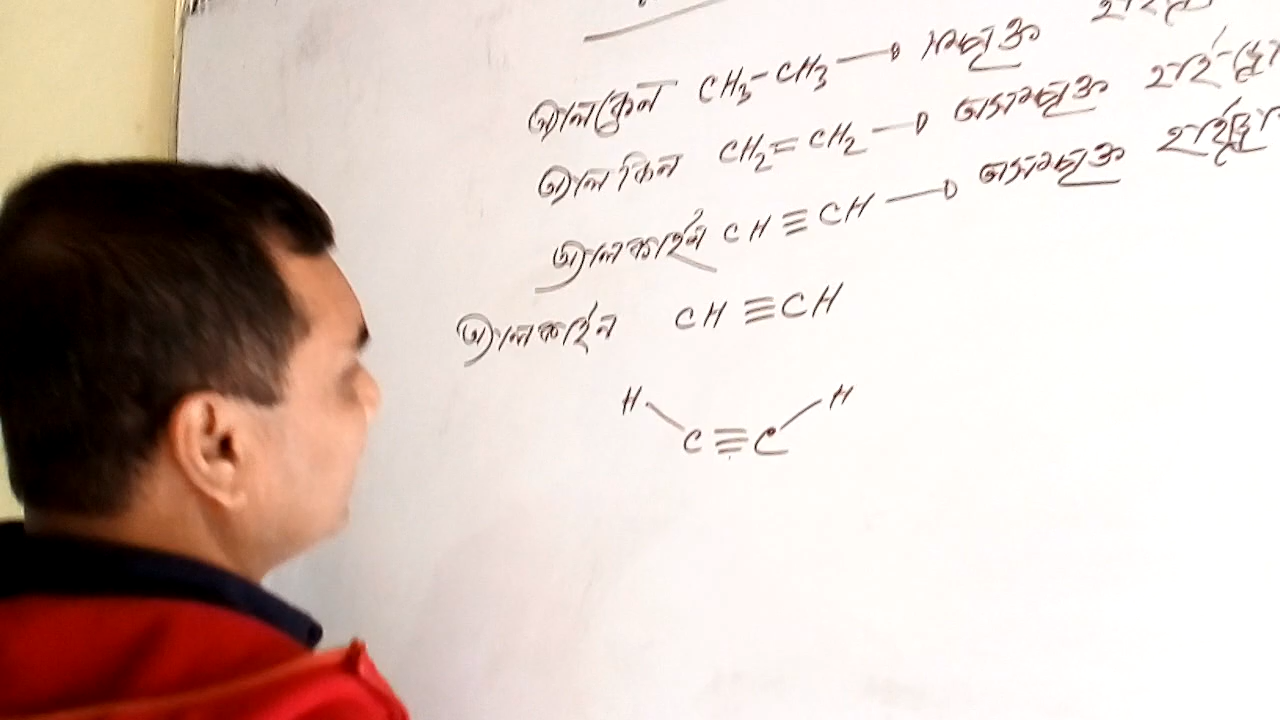 অ্যালকেন CH₃-CH₃ → সম্পৃক্ত
অ্যালকিন CH₂=CH₂ → অসম্পৃক্ত
অ্যালকাইন CH≡CH → অসম্পৃক্ত
অ্যালকাইন CH≡CH
H H
C≡C